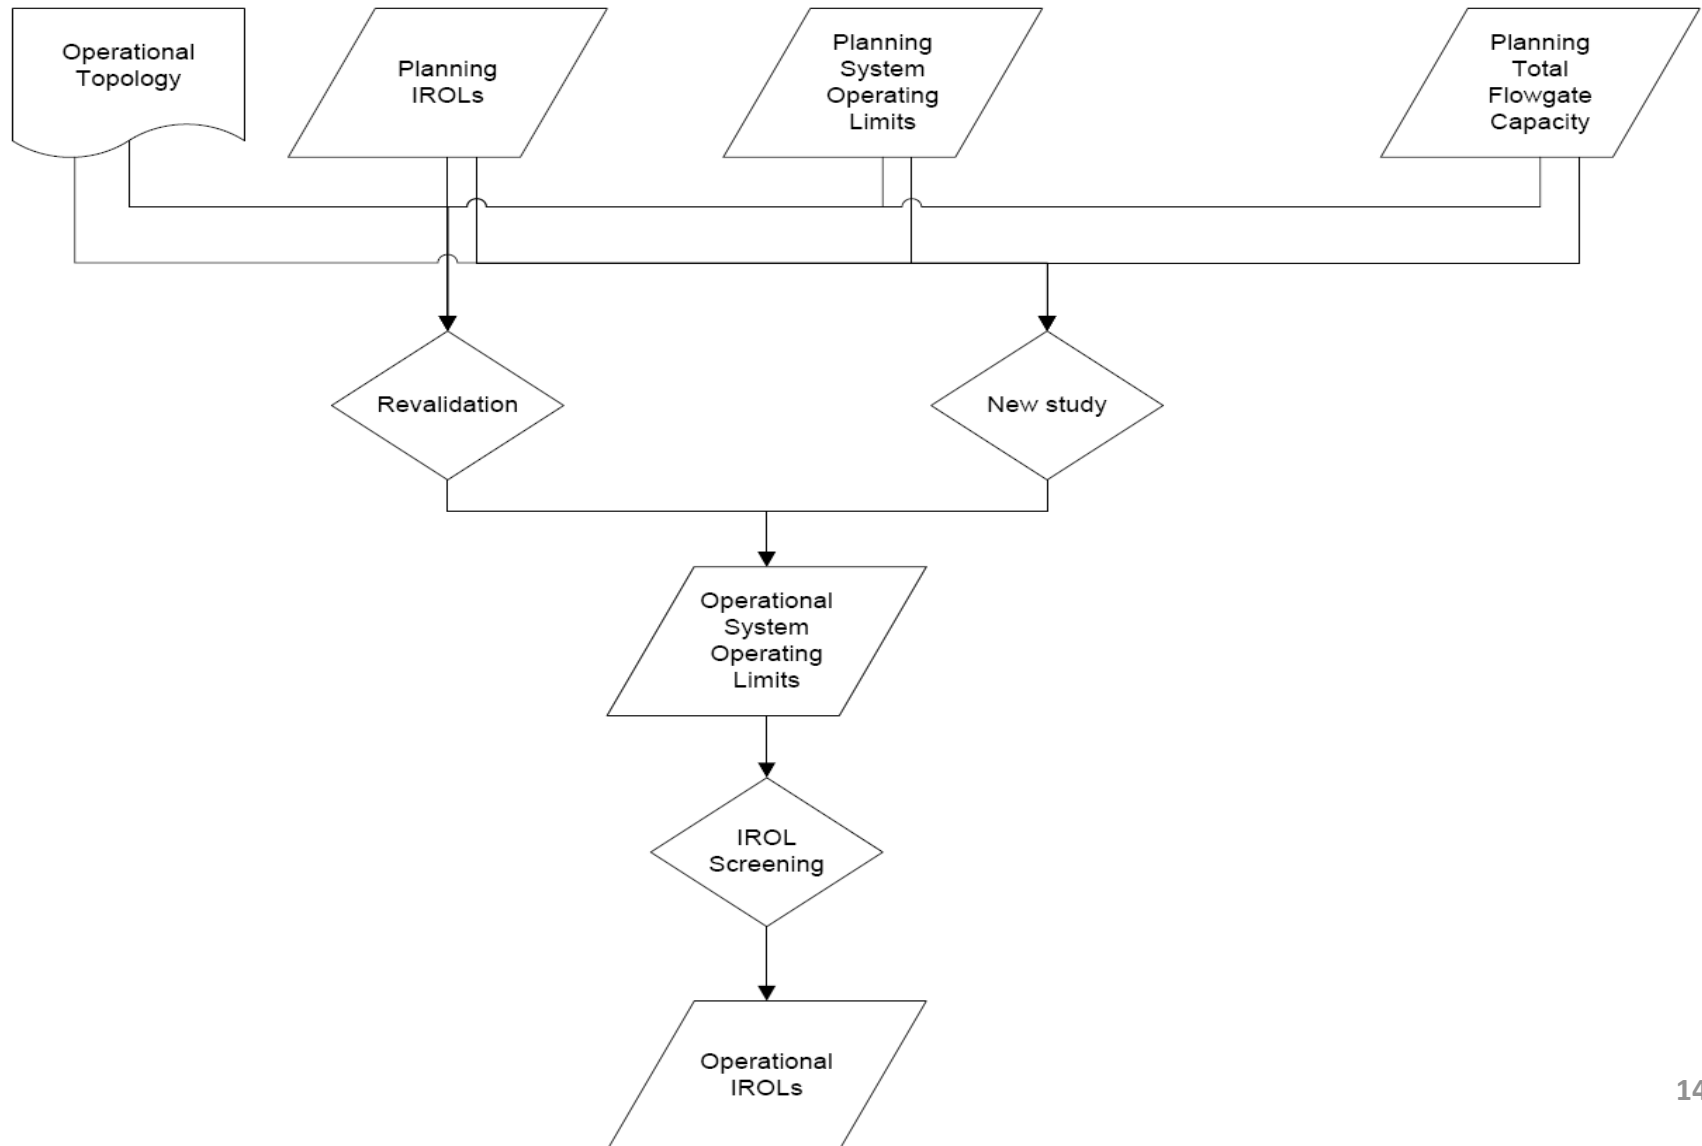 Operational
Topology
Planning
IROLs
Planning
System
Operating
Limits
Planning
Total
Flowgate
Capacity
Revalidation
New study
Operational
System
Operating
Limits
IROL
Screening
Operational
IROLs
14